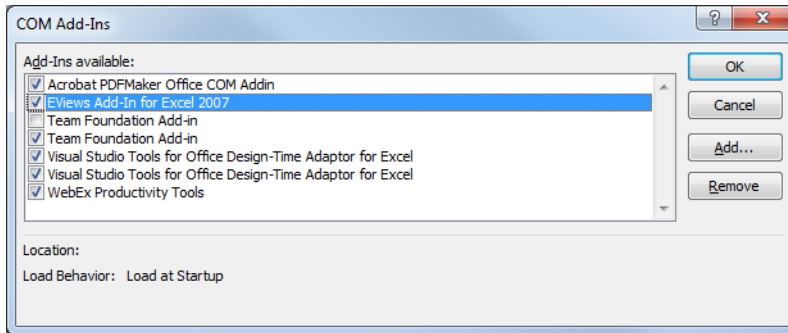 COM Add-Ins
Add-Ins available:
Acrobat PDFMaker Office COM Addin
EViews Add-In for Excel 2007
Team Foundation Add-in
Team Foundation Add-in
Visual Studio Tools for Office Design-Time Adaptor for Excel
Visual Studio Tools for Office Design-Time Adaptor for Excel
WebEx Productivity Tools
OK
Cancel
Add...
Remove
Location:
Load Behavior: Load at Startup